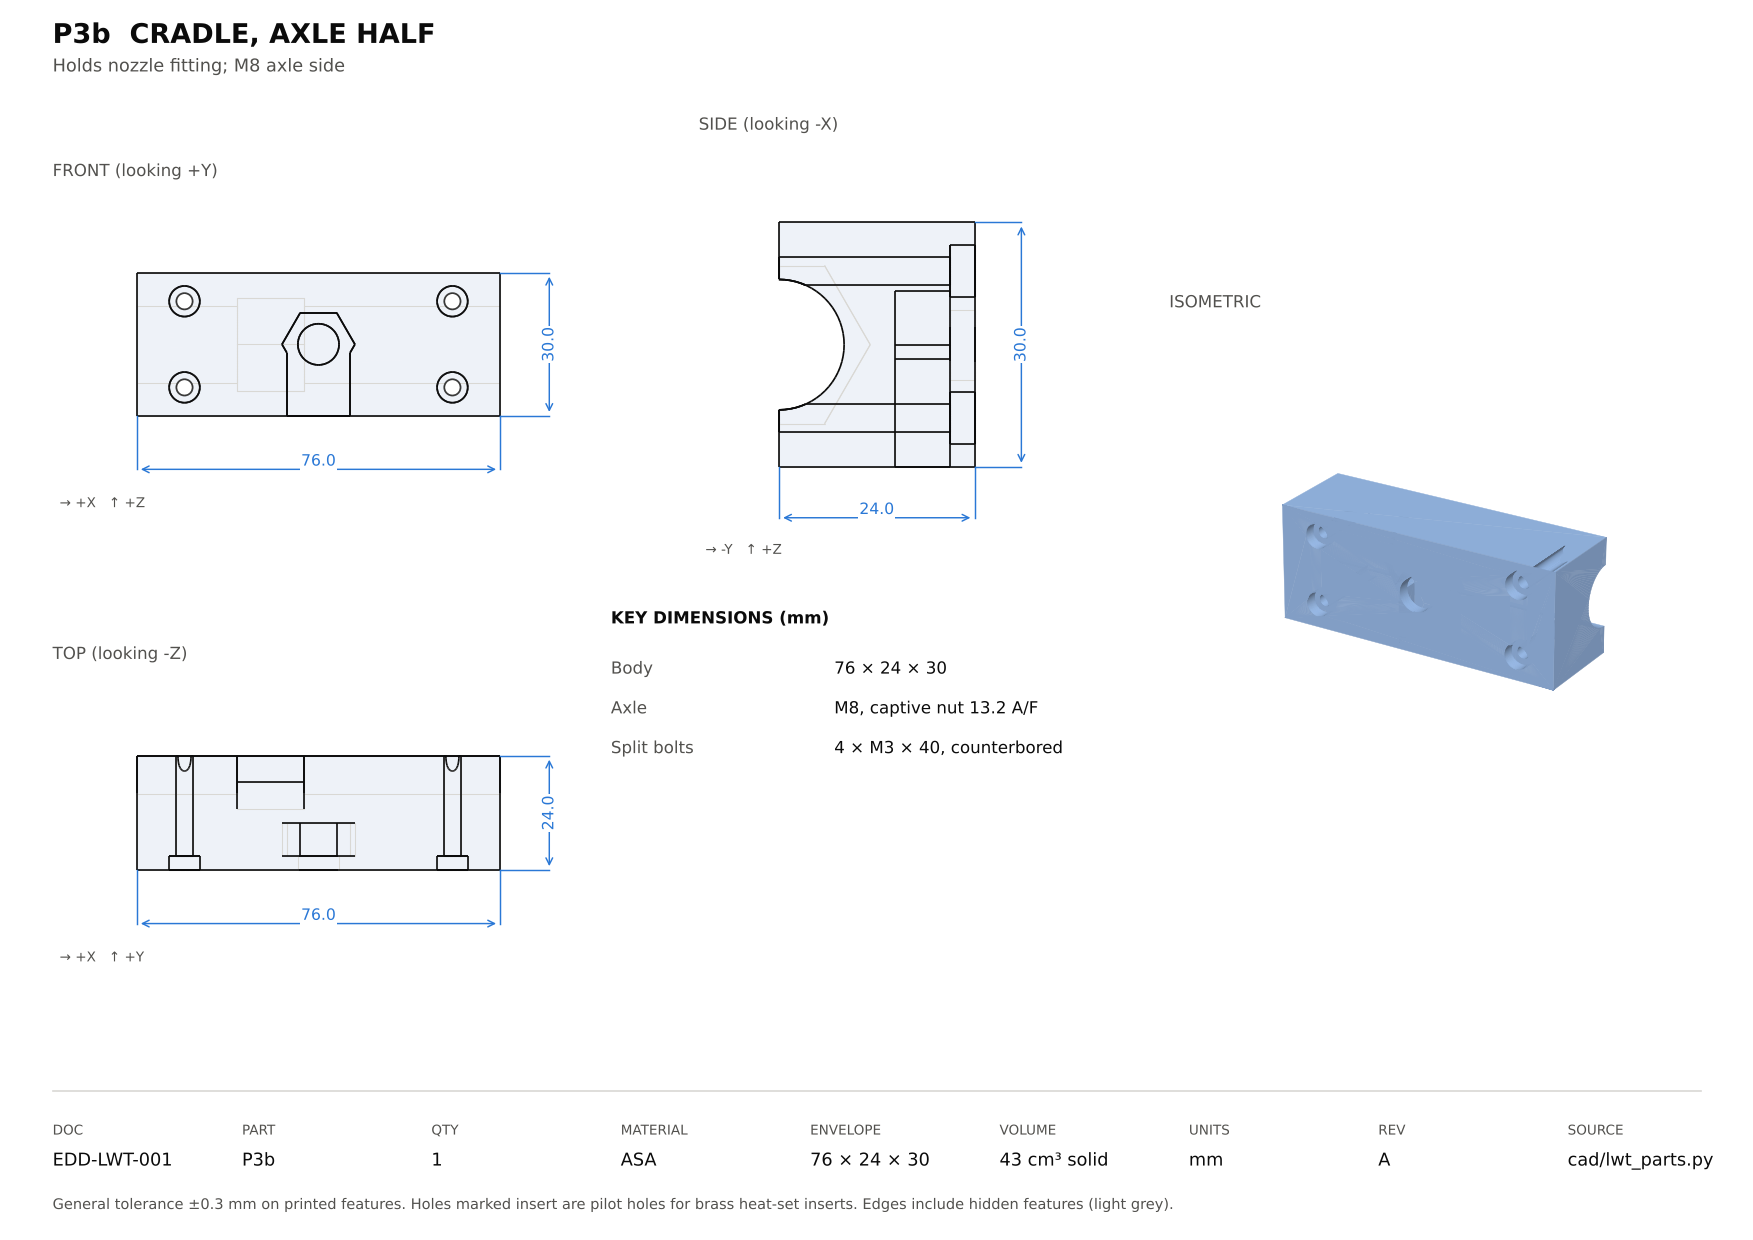 P3b  CRADLE, AXLE HALF
Holds nozzle fitting; M8 axle side
SIDE (looking -X)
FRONT (looking +Y)
ISOMETRIC
30.0
76.0
→ +X   ↑ +Z
30.0
24.0
→ -Y   ↑ +Z
KEY DIMENSIONS (mm)
Body   76 × 24 × 30
Axle   M8, captive nut 13.2 A/F
Split bolts   4 × M3 × 40, counterbored
TOP (looking -Z)
24.0
76.0
→ +X   ↑ +Y
DOC   PART   QTY   MATERIAL   ENVELOPE   VOLUME   UNITS   REV   SOURCE
EDD-LWT-001   P3b   1   ASA   76 × 24 × 30   43 cm³ solid   mm   A   cad/lwt_parts.py
General tolerance ±0.3 mm on printed features. Holes marked insert are pilot holes for brass heat-set inserts. Edges include hidden features (light grey).